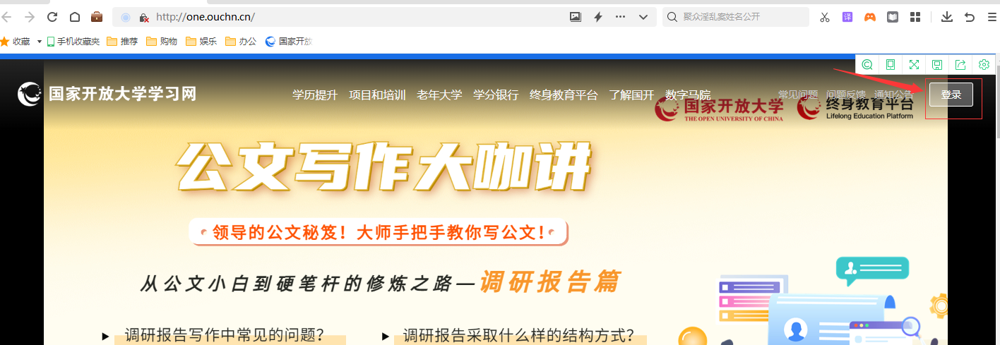 http://one.ouchn.cn/
聚众淫乱案姓名公开
译
收藏 手机收藏夹 推荐 购物 娱乐 办公 国家开放
国家开放大学学习网 学历提升 项目和培训 老年大学 学分银行 终身教育平台 了解国开 数字马院 常见问题 问题反馈 通知公告 登录
国家开放大学 终身教育平台
THE OPEN UNIVERSITY OF CHINA Lifelong Education Platform
公文写作大咖讲
领导的公文秘笈！大师手把手教你写公文！
从公文小白到硬笔杆的修炼之路—调研报告篇
调研报告写作中常见的问题？ 调研报告采取什么样的结构方式？